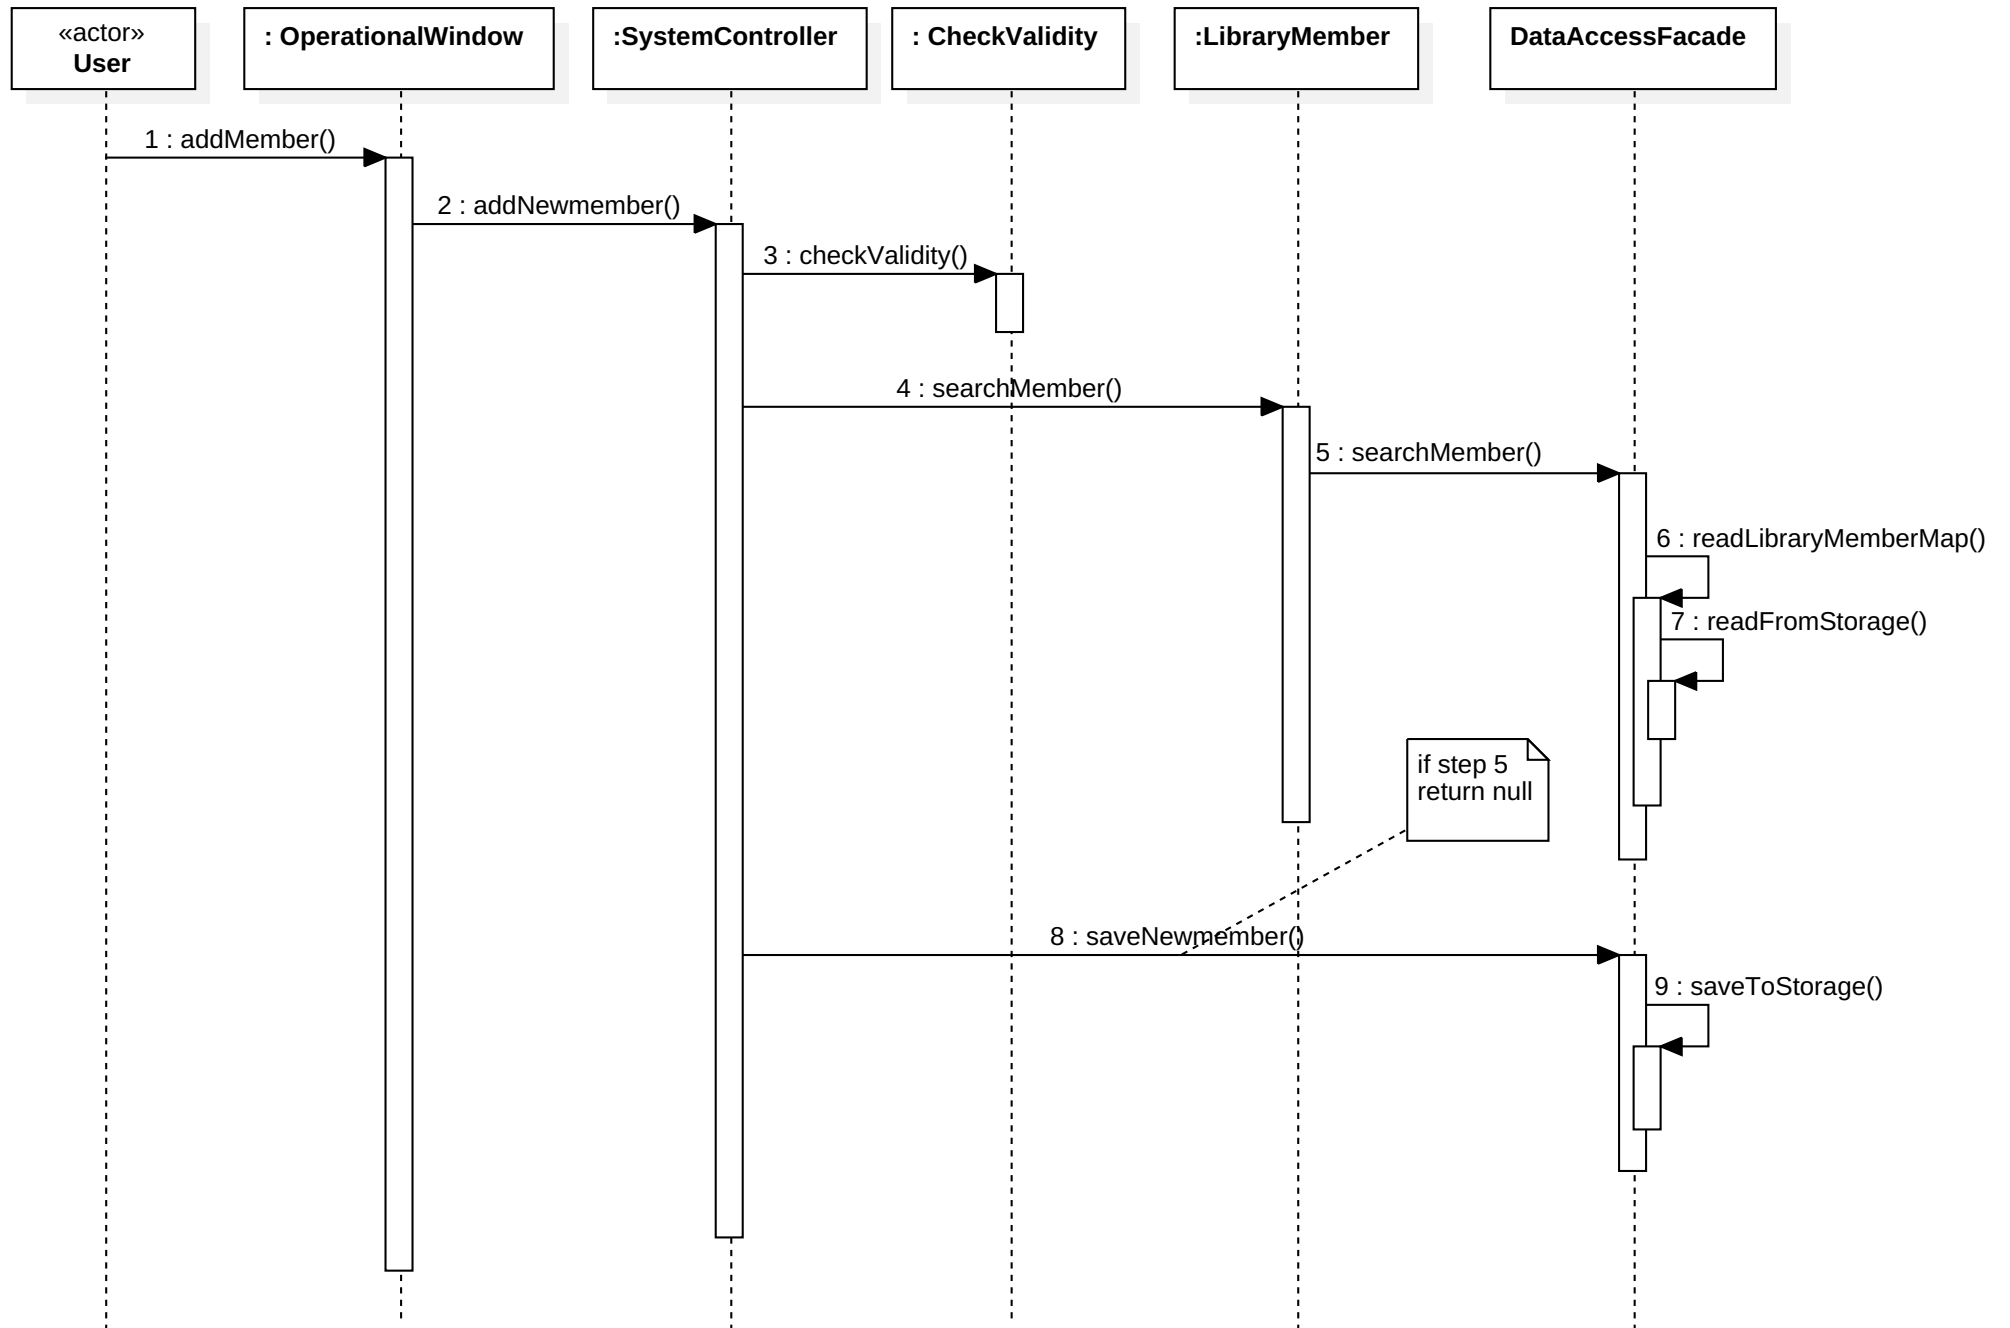 «actor»
User
: OperationalWindow
:SystemController
: CheckValidity
:LibraryMember
DataAccessFacade
1 : addMember()
2 : addNewmember()
3 : checkValidity()
4 : searchMember()
5 : searchMember()
6 : readLibraryMemberMap()
7 : readFromStorage()
if step 5
return null
8 : saveNewmember()
9 : saveToStorage()